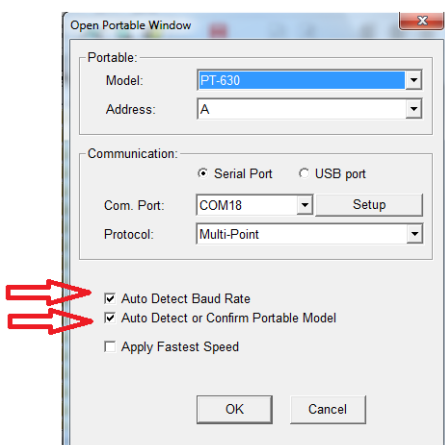 Open Portable Window
Portable:
Model: PT-630
Address: A
Communication:
Serial Port USB port
Com. Port: COM18 Setup
Protocol: Multi-Point
Auto Detect Baud Rate
Auto Detect or Confirm Portable Model
Apply Fastest Speed
OK Cancel